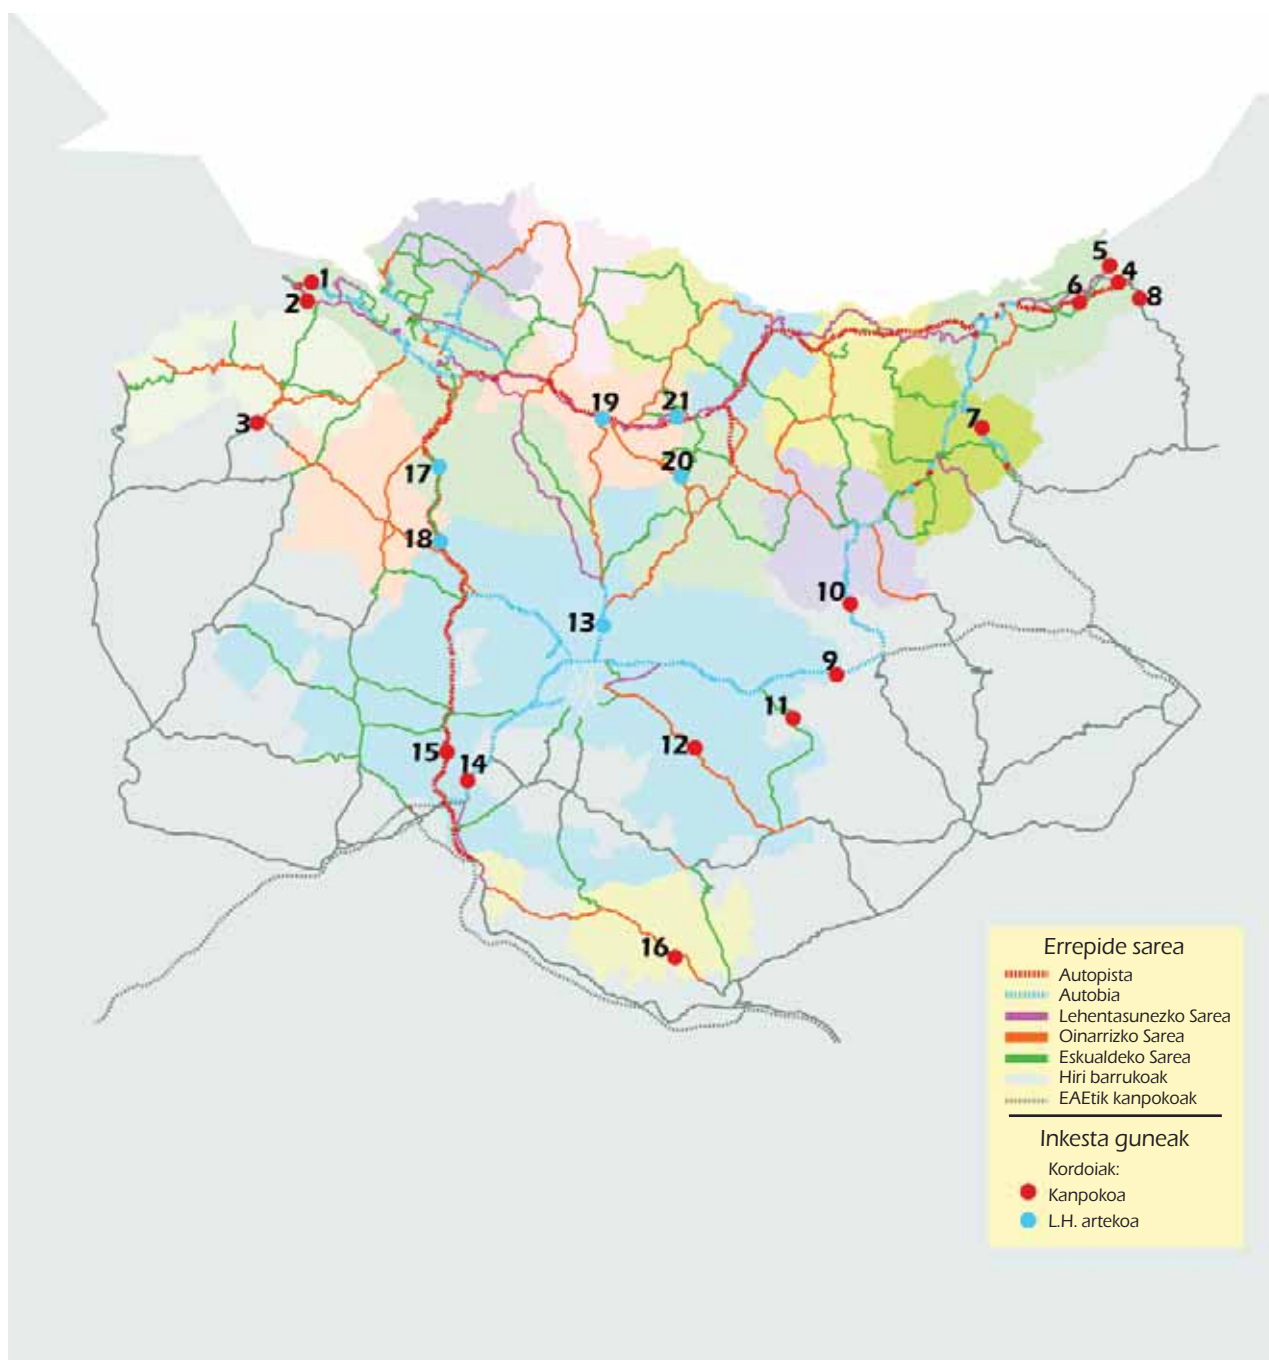 5
1
4
6
2
8
19
21
3
7
17
20
18
10
13
9
11
12
15
14
16
Errepide sarea
Autopista
Autobia
Lehentasunezko Sarea
Oinarrizko Sarea
Eskualdeko Sarea
Hiri barrukoak
EAEtik kanpokoak
Inkesta guneak
Kordoiak:
Kanpokoa
L.H. artekoa